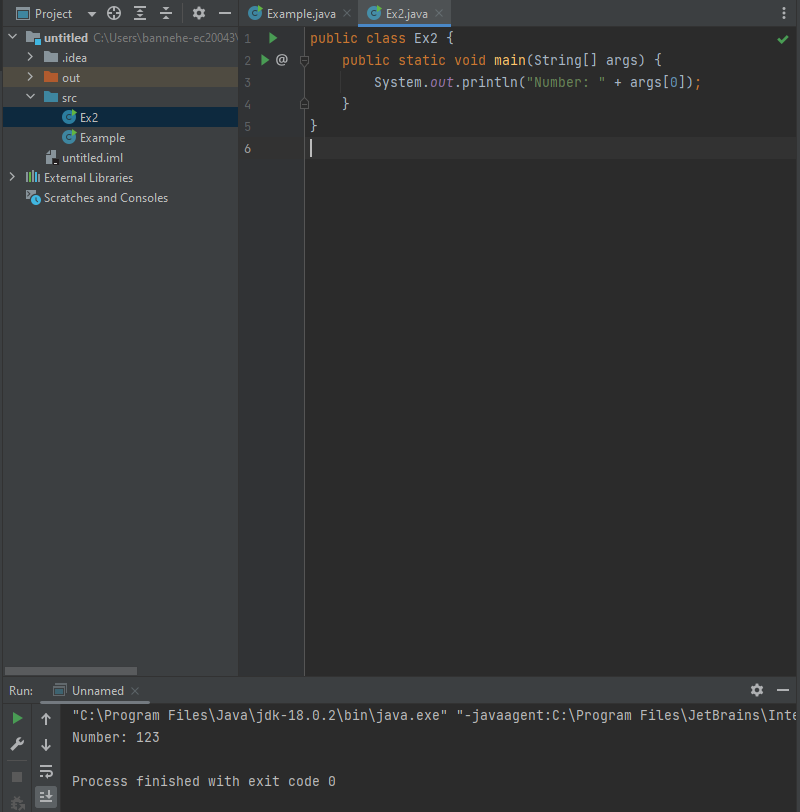 Project
Example.java
Ex2.java
untitled C:\Users\bannehe-ec20043\
.idea
out
src
Ex2
Example
untitled.iml
External Libraries
Scratches and Consoles
1 public class Ex2 {
2 @ public static void main(String[] args) {
3 System.out.println("Number: " + args[0]);
4 }
5 }
6
Run: Unnamed
"C:\Program Files\Java\jdk-18.0.2\bin\java.exe" "-javaagent:C:\Program Files\JetBrains\Inte
Number: 123
Process finished with exit code 0